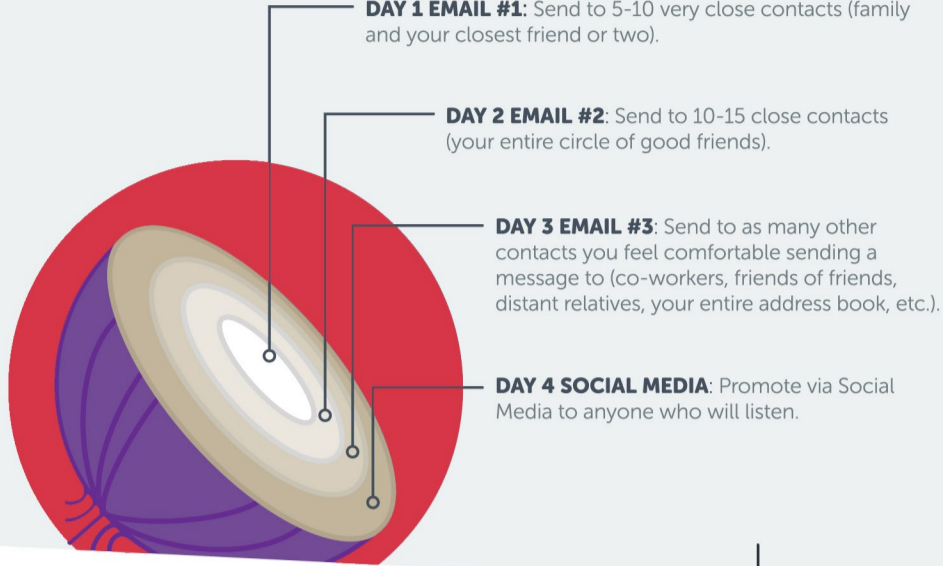 DAY 1 EMAIL #1: Send to 5-10 very close contacts (family
and your closest friend or two).
DAY 2 EMAIL #2: Send to 10-15 close contacts
(your entire circle of good friends).
DAY 3 EMAIL #3: Send to as many other
contacts you feel comfortable sending a
message to (co-workers, friends of friends,
distant relatives, your entire address book, etc.).
DAY 4 SOCIAL MEDIA: Promote via Social
Media to anyone who will listen.